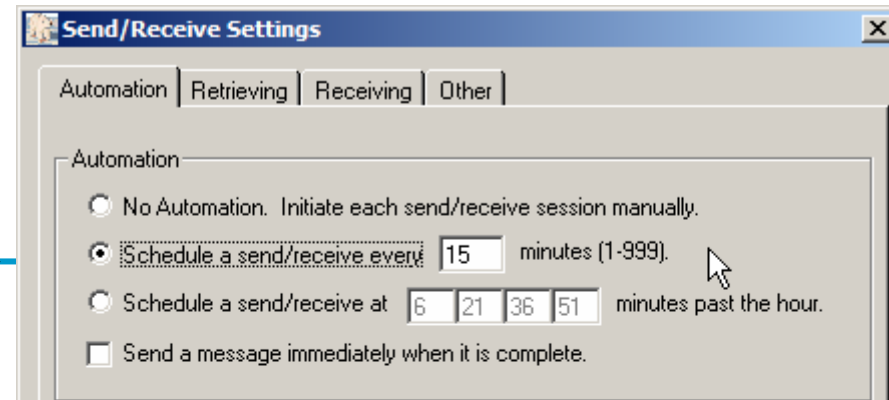 Send/Receive Settings
Automation Retrieving Receiving Other
Automation
No Automation. Initiate each send/receive session manually.
Schedule a send/receive every 15 minutes (1-999).
Schedule a send/receive at 6 21 36 51 minutes past the hour.
Send a message immediately when it is complete.